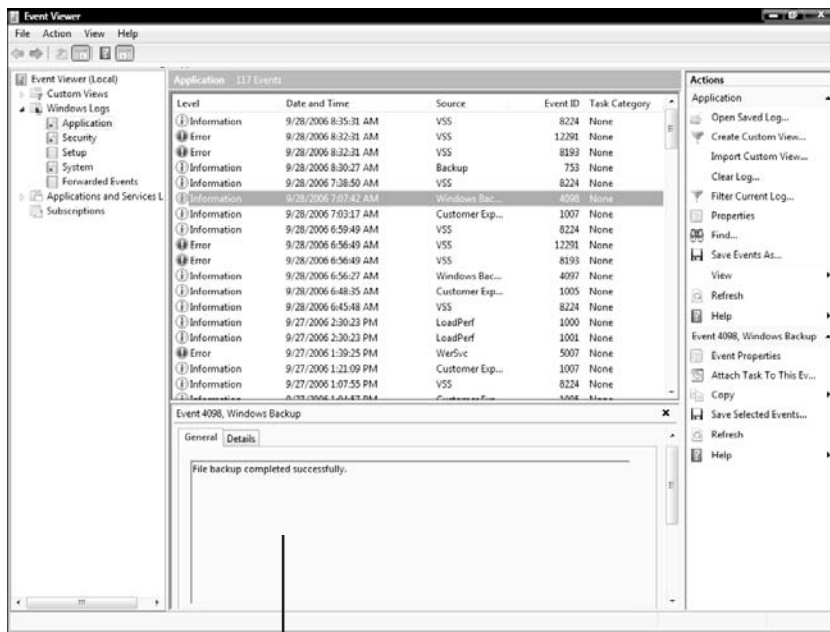 Event Viewer
File Action View Help
Event Viewer (Local)
Custom Views
Windows Logs
Application
Security
Setup
System
Forwarded Events
Applications and Services L
Subscriptions
Application 117 Events
Level Date and Time Source Event ID Task Category
Information 9/28/2006 8:35:31 AM VSS 8224 None
Error 9/28/2006 8:32:31 AM VSS 12291 None
Error 9/28/2006 8:32:31 AM VSS 8193 None
Information 9/28/2006 8:30:27 AM Backup 753 None
Information 9/28/2006 7:38:50 AM VSS 8224 None
Information 9/28/2006 7:07:42 AM Windows Bac... 4098 None
Information 9/28/2006 7:03:17 AM Customer Exp... 1007 None
Information 9/28/2006 6:59:49 AM VSS 8224 None
Error 9/28/2006 6:56:49 AM VSS 12291 None
Error 9/28/2006 6:56:49 AM VSS 8193 None
Information 9/28/2006 6:56:27 AM Windows Bac... 4097 None
Information 9/28/2006 6:48:35 AM Customer Exp... 1005 None
Information 9/28/2006 6:45:48 AM VSS 8224 None
Information 9/27/2006 2:30:23 PM LoadPerf 1000 None
Information 9/27/2006 2:30:23 PM LoadPerf 1001 None
Error 9/27/2006 1:39:25 PM WerSvc 5007 None
Information 9/27/2006 1:21:09 PM Customer Exp... 1007 None
Information 9/27/2006 1:07:55 PM VSS 8224 None
Event 4098, Windows Backup
General Details
File backup completed successfully.
Actions
Application
Open Saved Log...
Create Custom View...
Import Custom View...
Clear Log...
Filter Current Log...
Properties
Find...
Save Events As...
View
Refresh
Help
Event 4098, Windows Backup
Event Properties
Attach Task To This Ev...
Copy
Save Selected Events...
Refresh
Help